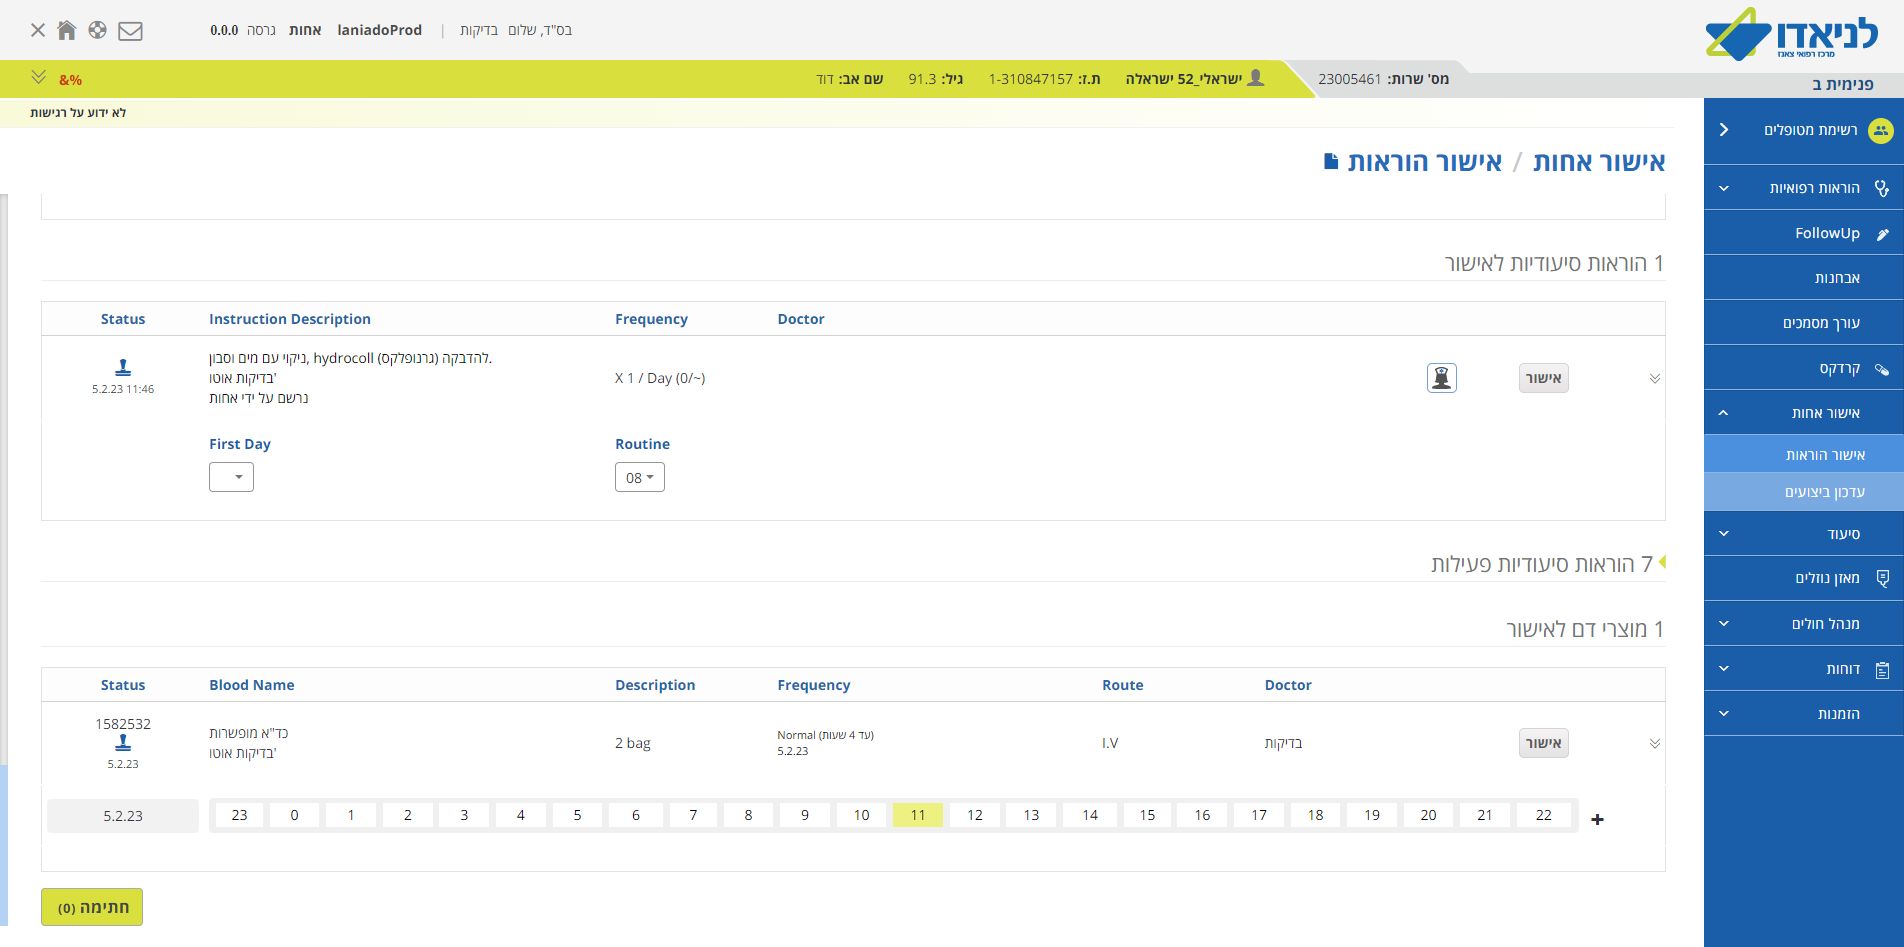 לניאדו
מרכז רפואי צאנז
בס"ד, שלום בדיקות | laniadoProd אחות גרסה 0.0.0
פנימית ב
מס' שרות: 23005461
ישראלי_52 ישראלה ת.ז: 1-310847157 גיל: 91.3 שם אב: דוד
&%
לא ידוע על רגישות
רשימת מטופלים
הוראות רפואיות
FollowUp
אבחנות
עורך מסמכים
קרדקס
אישור אחות
אישור הוראות
עדכון ביצועים
סיעוד
מאזן נוזלים
מנהל חולים
דוחות
הזמנות
אישור אחות / אישור הוראות
1 הוראות סיעודיות לאישור
Status Instruction Description Frequency Doctor
5.2.23 11:46
ניקוי עם מים וסבון, hydrocoll (גרנופלקס) להדבקה.
בדיקות אוטו'
נרשם על ידי אחות
X 1 / Day (0/~)
אישור
First Day Routine
08
7 הוראות סיעודיות פעילות
1 מוצרי דם לאישור
Status Blood Name Description Frequency Route Doctor
1582532
5.2.23
כד"א מופשרות
בדיקות אוטו'
2 bag
Normal (עד 4 שעות)
5.2.23
I.V
בדיקות
אישור
5.2.23 23 0 1 2 3 4 5 6 7 8 9 10 11 12 13 14 15 16 17 18 19 20 21 22 +
חתימה (0)